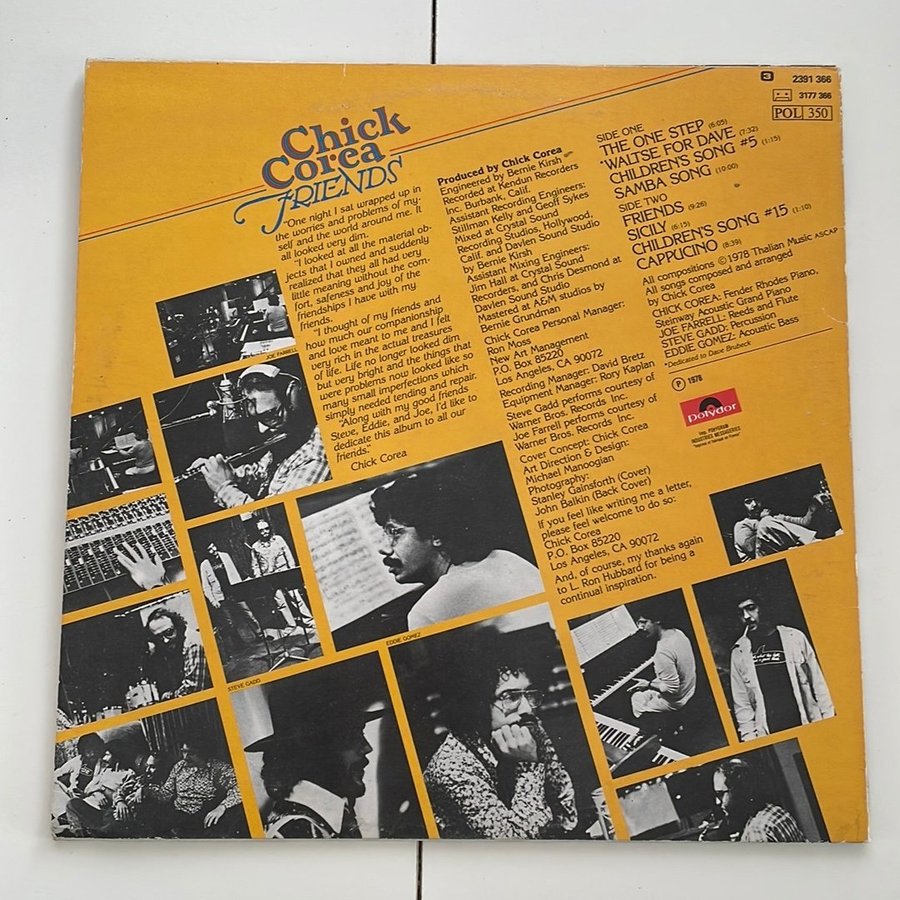 3 2391 366
3177 366
POL 350
Chick
Corea
FRIENDS
"One night I sat wrapped up in
the worries and problems of my-
self and the world around me. It
all looked very dim.
"I looked at all the material ob-
jects that I owned and suddenly
realized that they all had very
little meaning without the com-
fort, safeness and joy of the
friendships I have with my
friends.
"I thought of my friends and
how much our companionship
and love meant to me and I felt
very rich in the actual treasures
of life. Life no longer looked dim
but very bright and the things that
were problems now looked like so
many small imperfections which
simply needed tending and repair.
"Along with my good friends
Steve, Eddie, and Joe, I'd like to
dedicate this album to all our
friends."
Chick Corea
Produced by Chick Corea
Engineered by Bernie Kirsh
Recorded at Kendun Recorders
Inc. Burbank, Calif.
Assistant Recording Engineers:
Stillman Kelly and Geoff Sykes
Mixed at Crystal Sound
Recording Studios, Hollywood,
Calif. and Davlen Sound Studio
by Bernie Kirsh
Assistant Mixing Engineers:
Jim Hall at Crystal Sound
Recorders, and Chris Desmond at
Davlen Sound Studio
Mastered at A&M studios by
Bernie Grundman
Chick Corea Personal Manager:
Ron Moss
New Art Management
P.O. Box 85220
Los Angeles, CA 90072
Recording Manager: David Bretz
Equipment Manager: Rory Kaplan
Steve Gadd performs courtesy of
Warner Bros. Records Inc.
Joe Farrell performs courtesy of
Warner Bros. Records Inc.
Cover Concept: Chick Corea
Art Direction & Design:
Michael Manoogian
Photography:
Stanley Gainsforth (Cover)
John Balkin (Back Cover)
If you feel like writing me a letter,
please feel welcome to do so:
Chick Corea
P.O. Box 85220
Los Angeles, CA 90072
And, of course, my thanks again
to L. Ron Hubbard for being a
continual inspiration.
SIDE ONE
THE ONE STEP (6:05)
*WALTSE FOR DAVE (7:32)
CHILDREN'S SONG #5 (1:15)
SAMBA SONG (10:00)
SIDE TWO
FRIENDS (9:26)
SICILY (6:15)
CHILDREN'S SONG #15 (1:10)
CAPPUCINO (8:39)
All compositions © 1978 Thalian Music ASCAP
All songs composed and arranged
by Chick Corea
CHICK COREA: Fender Rhodes Piano,
Steinway Acoustic Grand Piano
JOE FARRELL: Reeds and Flute
STEVE GADD: Percussion
EDDIE GOMEZ: Acoustic Bass
*Dedicated to Dave Brubeck
℗ 1978
polydor
Imp. POLYGRAM
INDUSTRIES MESSAGERIES
JOE FARRELL
EDDIE GOMEZ
STEVE GADD